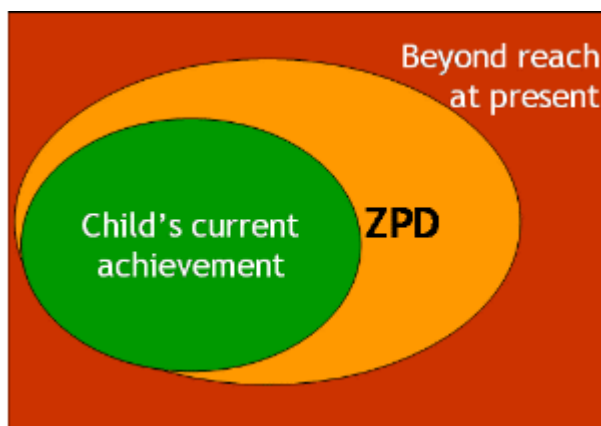 Beyond reach
at present
Child's current
achievement
ZPD